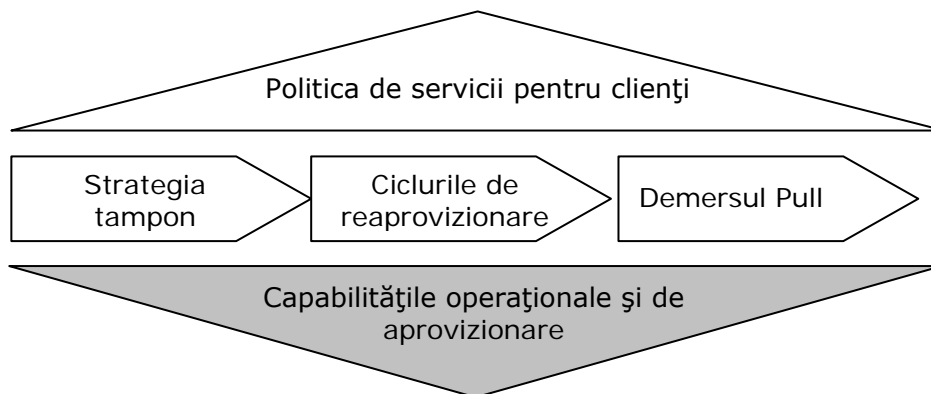 Politica de servicii pentru clienţi
Strategia
tampon
Ciclurile de
reaprovizionare
Demersul Pull
Capabilităţile operaţionale şi de
aprovizionare